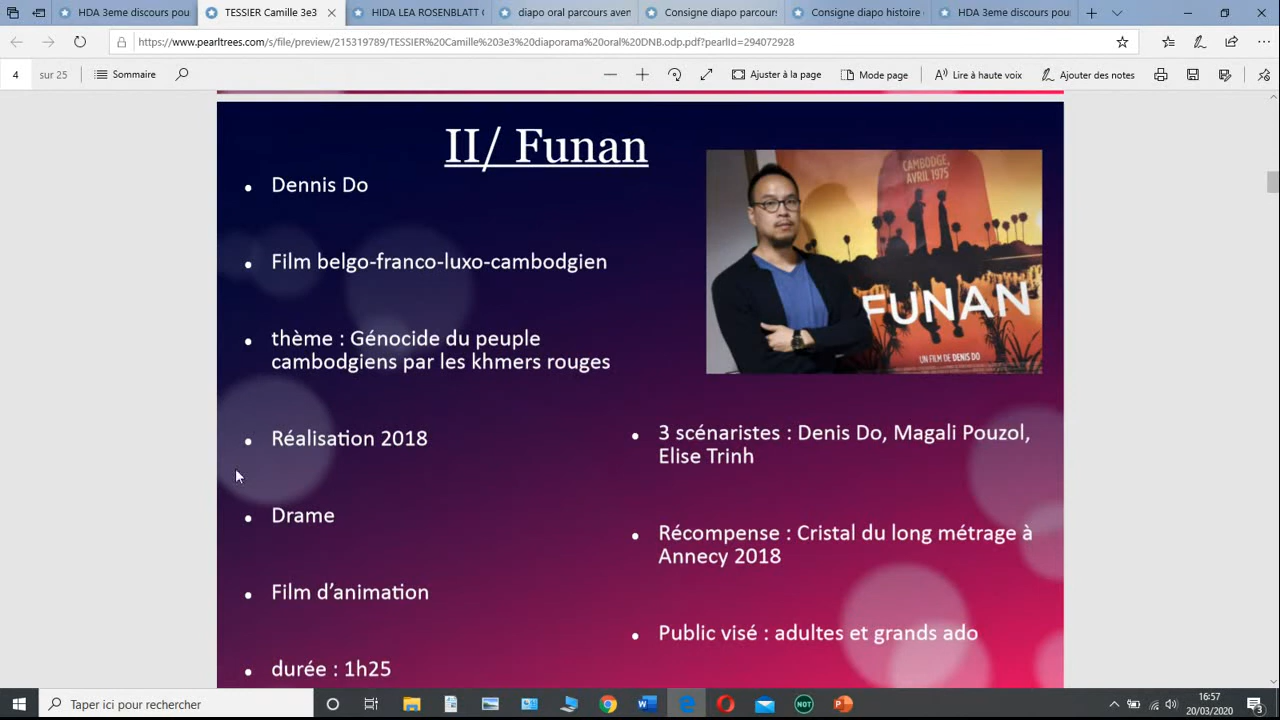 HDA 3eme discours pou
TESSIER Camille 3e3
HIDA LEA ROSENBLATT
diapo oral parcours aven
Consigne diapo parcours
Consigne diapo histoire
HDA 3eme discours pou
https://www.pearltrees.com/s/file/preview/215319789/TESSIER%20Camille%203e3%20diaporama%20oral%20DNB.odp.pdf?pearlId=294072928
4 sur 25 Sommaire Ajuster à la page Mode page Lire à haute voix Ajouter des notes
II/ Funan
Dennis Do
Film belgo-franco-luxo-cambodgien
thème : Génocide du peuple
cambodgiens par les khmers rouges
Réalisation 2018
Drame
Film d’animation
durée : 1h25
CAMBODGE,
AVRIL 1975
FUNAN
UN FILM DE DENIS DO
3 scénaristes : Denis Do, Magali Pouzol,
Elise Trinh
Récompense : Cristal du long métrage à
Annecy 2018
Public visé : adultes et grands ado
Taper ici pour rechercher
16:57
20/03/2020